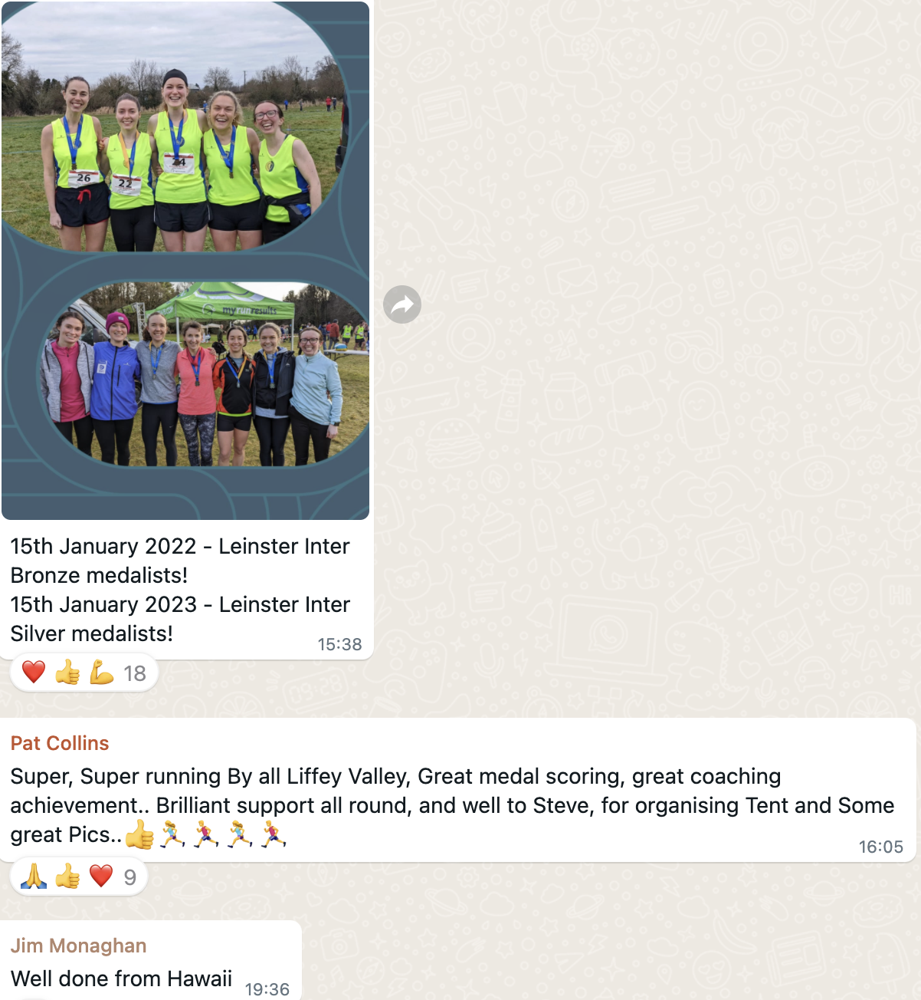 26
22
24
myrunresults
15th January 2022 - Leinster Inter
Bronze medalists!
15th January 2023 - Leinster Inter
Silver medalists!
15:38
18
Pat Collins
Super, Super running By all Liffey Valley, Great medal scoring, great coaching
achievement.. Brilliant support all round, and well to Steve, for organising Tent and Some
great Pics..👍🏃‍♀️🏃🏃‍♀️🏃
16:05
9
Jim Monaghan
Well done from Hawaii
19:36